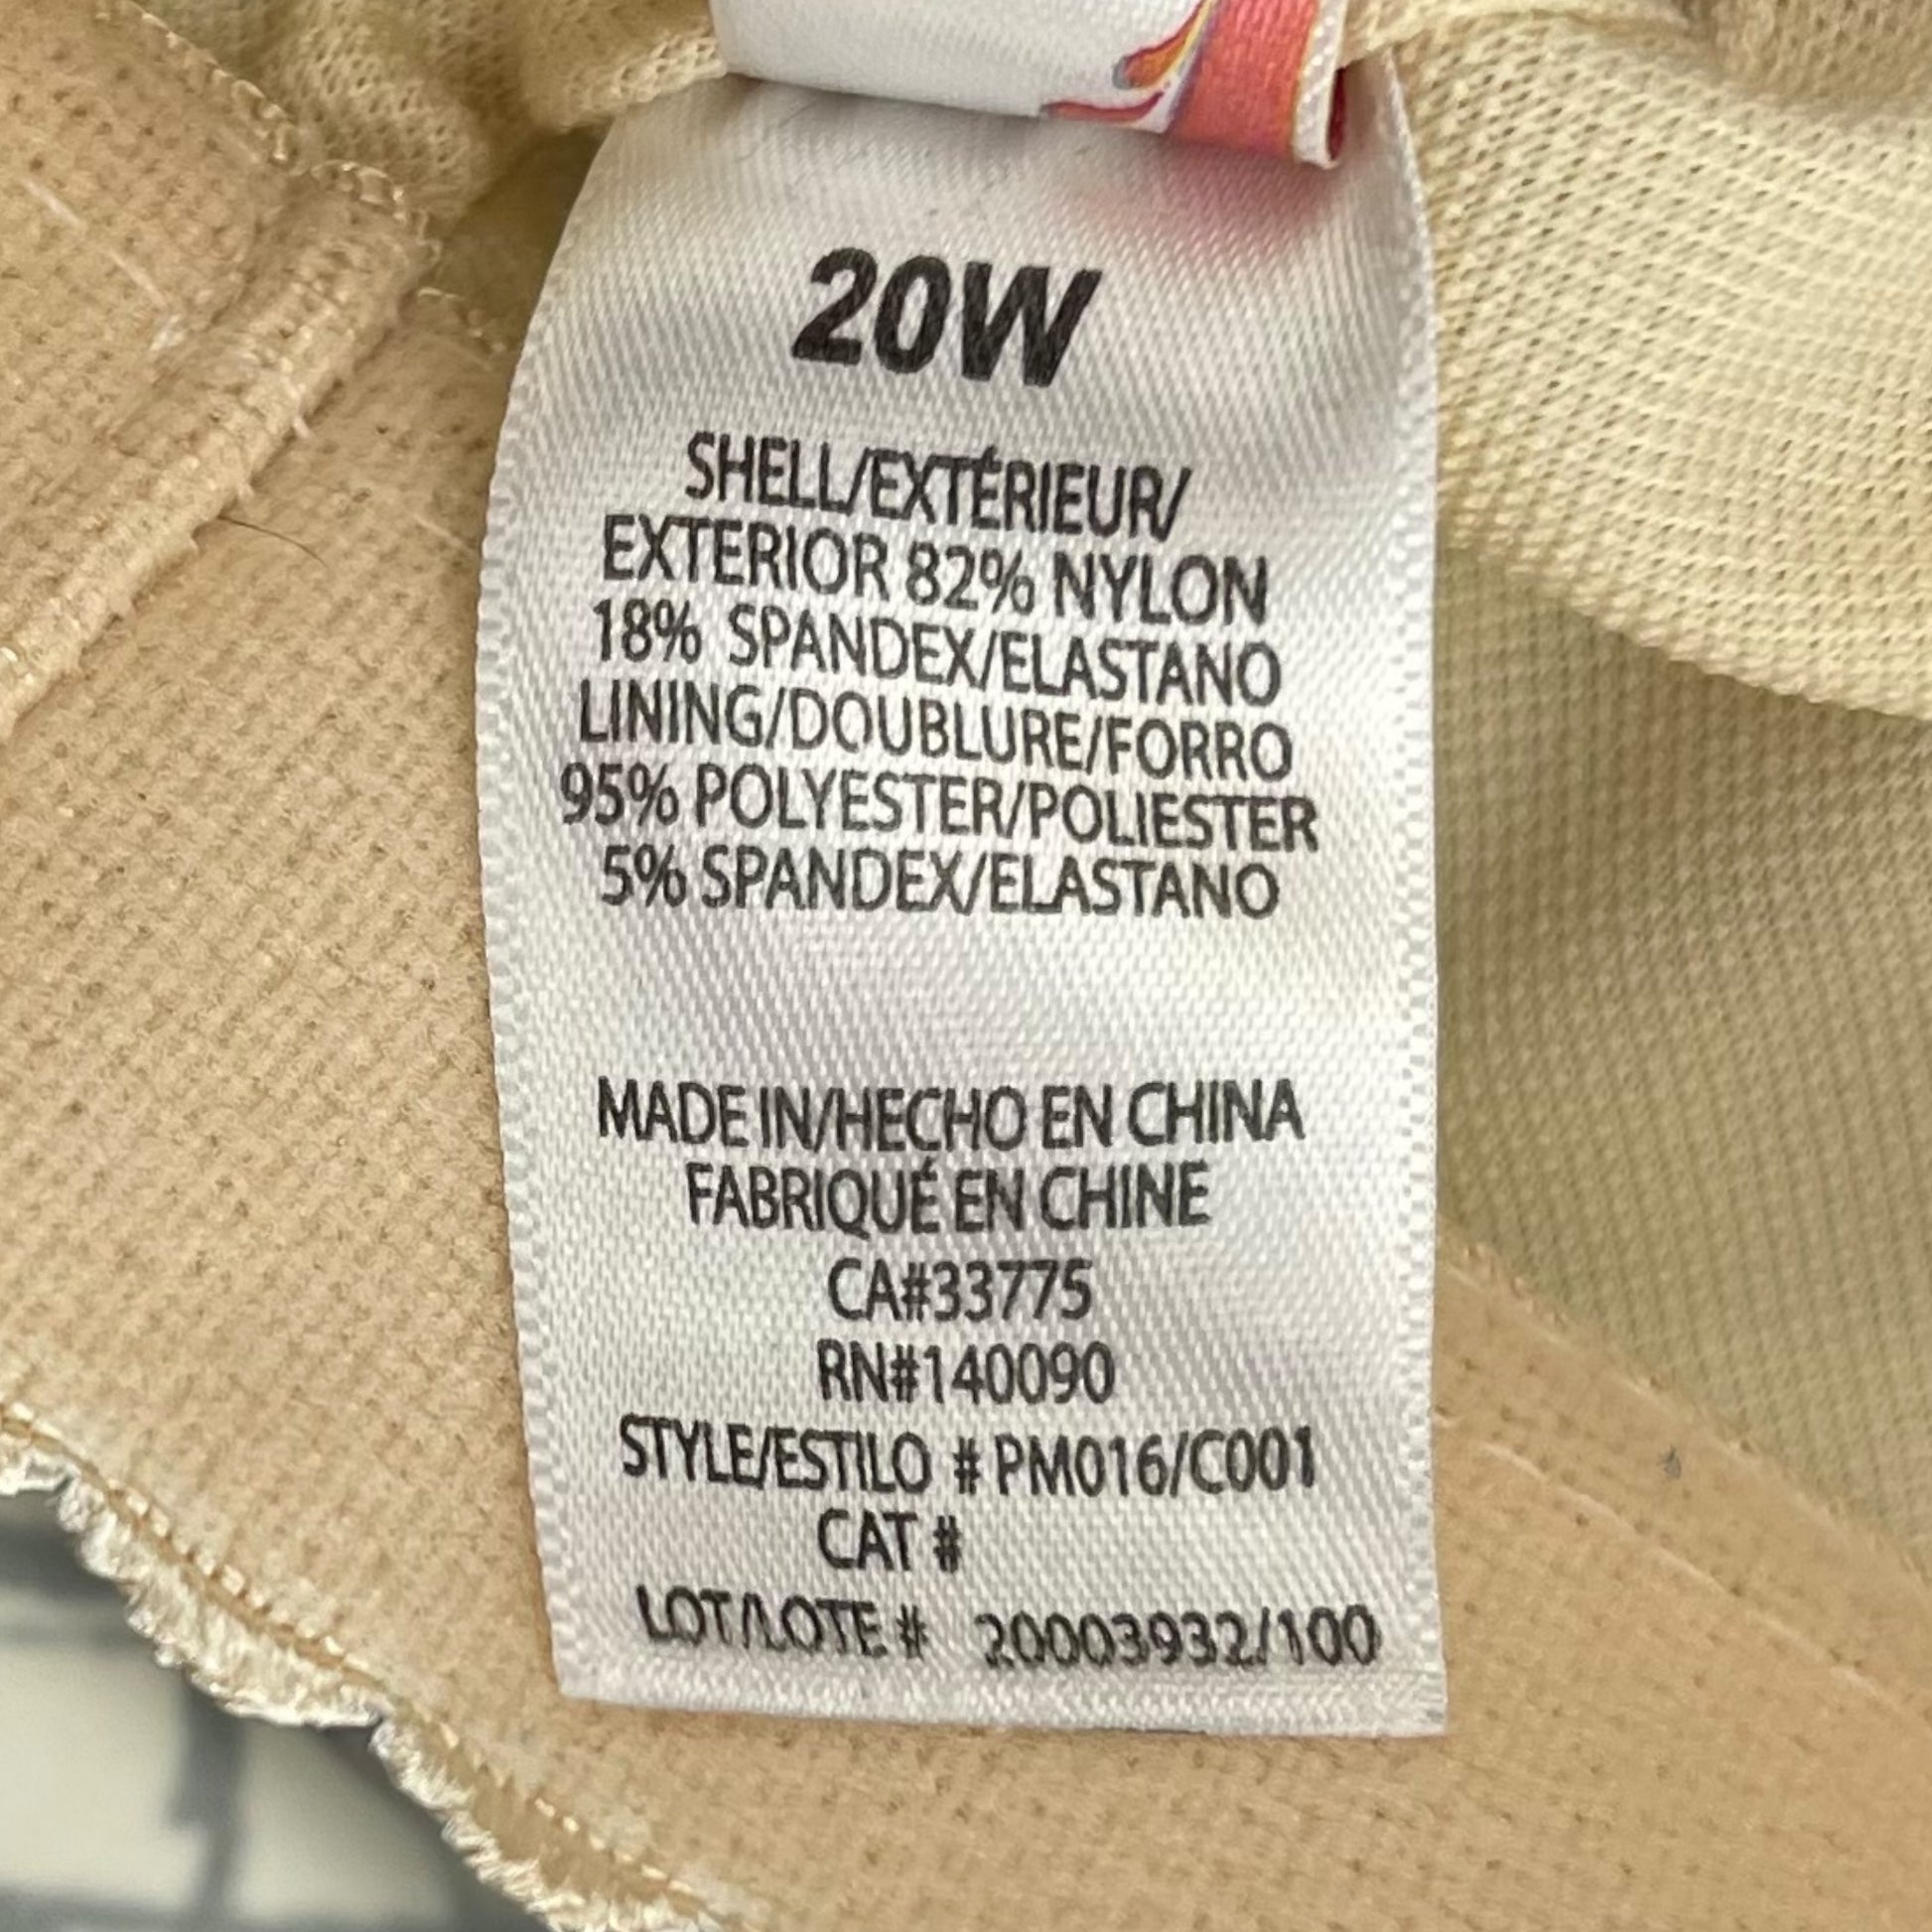 20W
SHELL/EXTÉRIEUR/
EXTERIOR 82% NYLON
18% SPANDEX/ELASTANO
LINING/DOUBLURE/FORRO
95% POLYESTER/POLIESTER
5% SPANDEX/ELASTANO
MADE IN/HECHO EN CHINA
FABRIQUÉ EN CHINE
CA#33775
RN#140090
STYLE/ESTILO # PM016/C001
CAT #
LOT/LOTE # 20003932/100